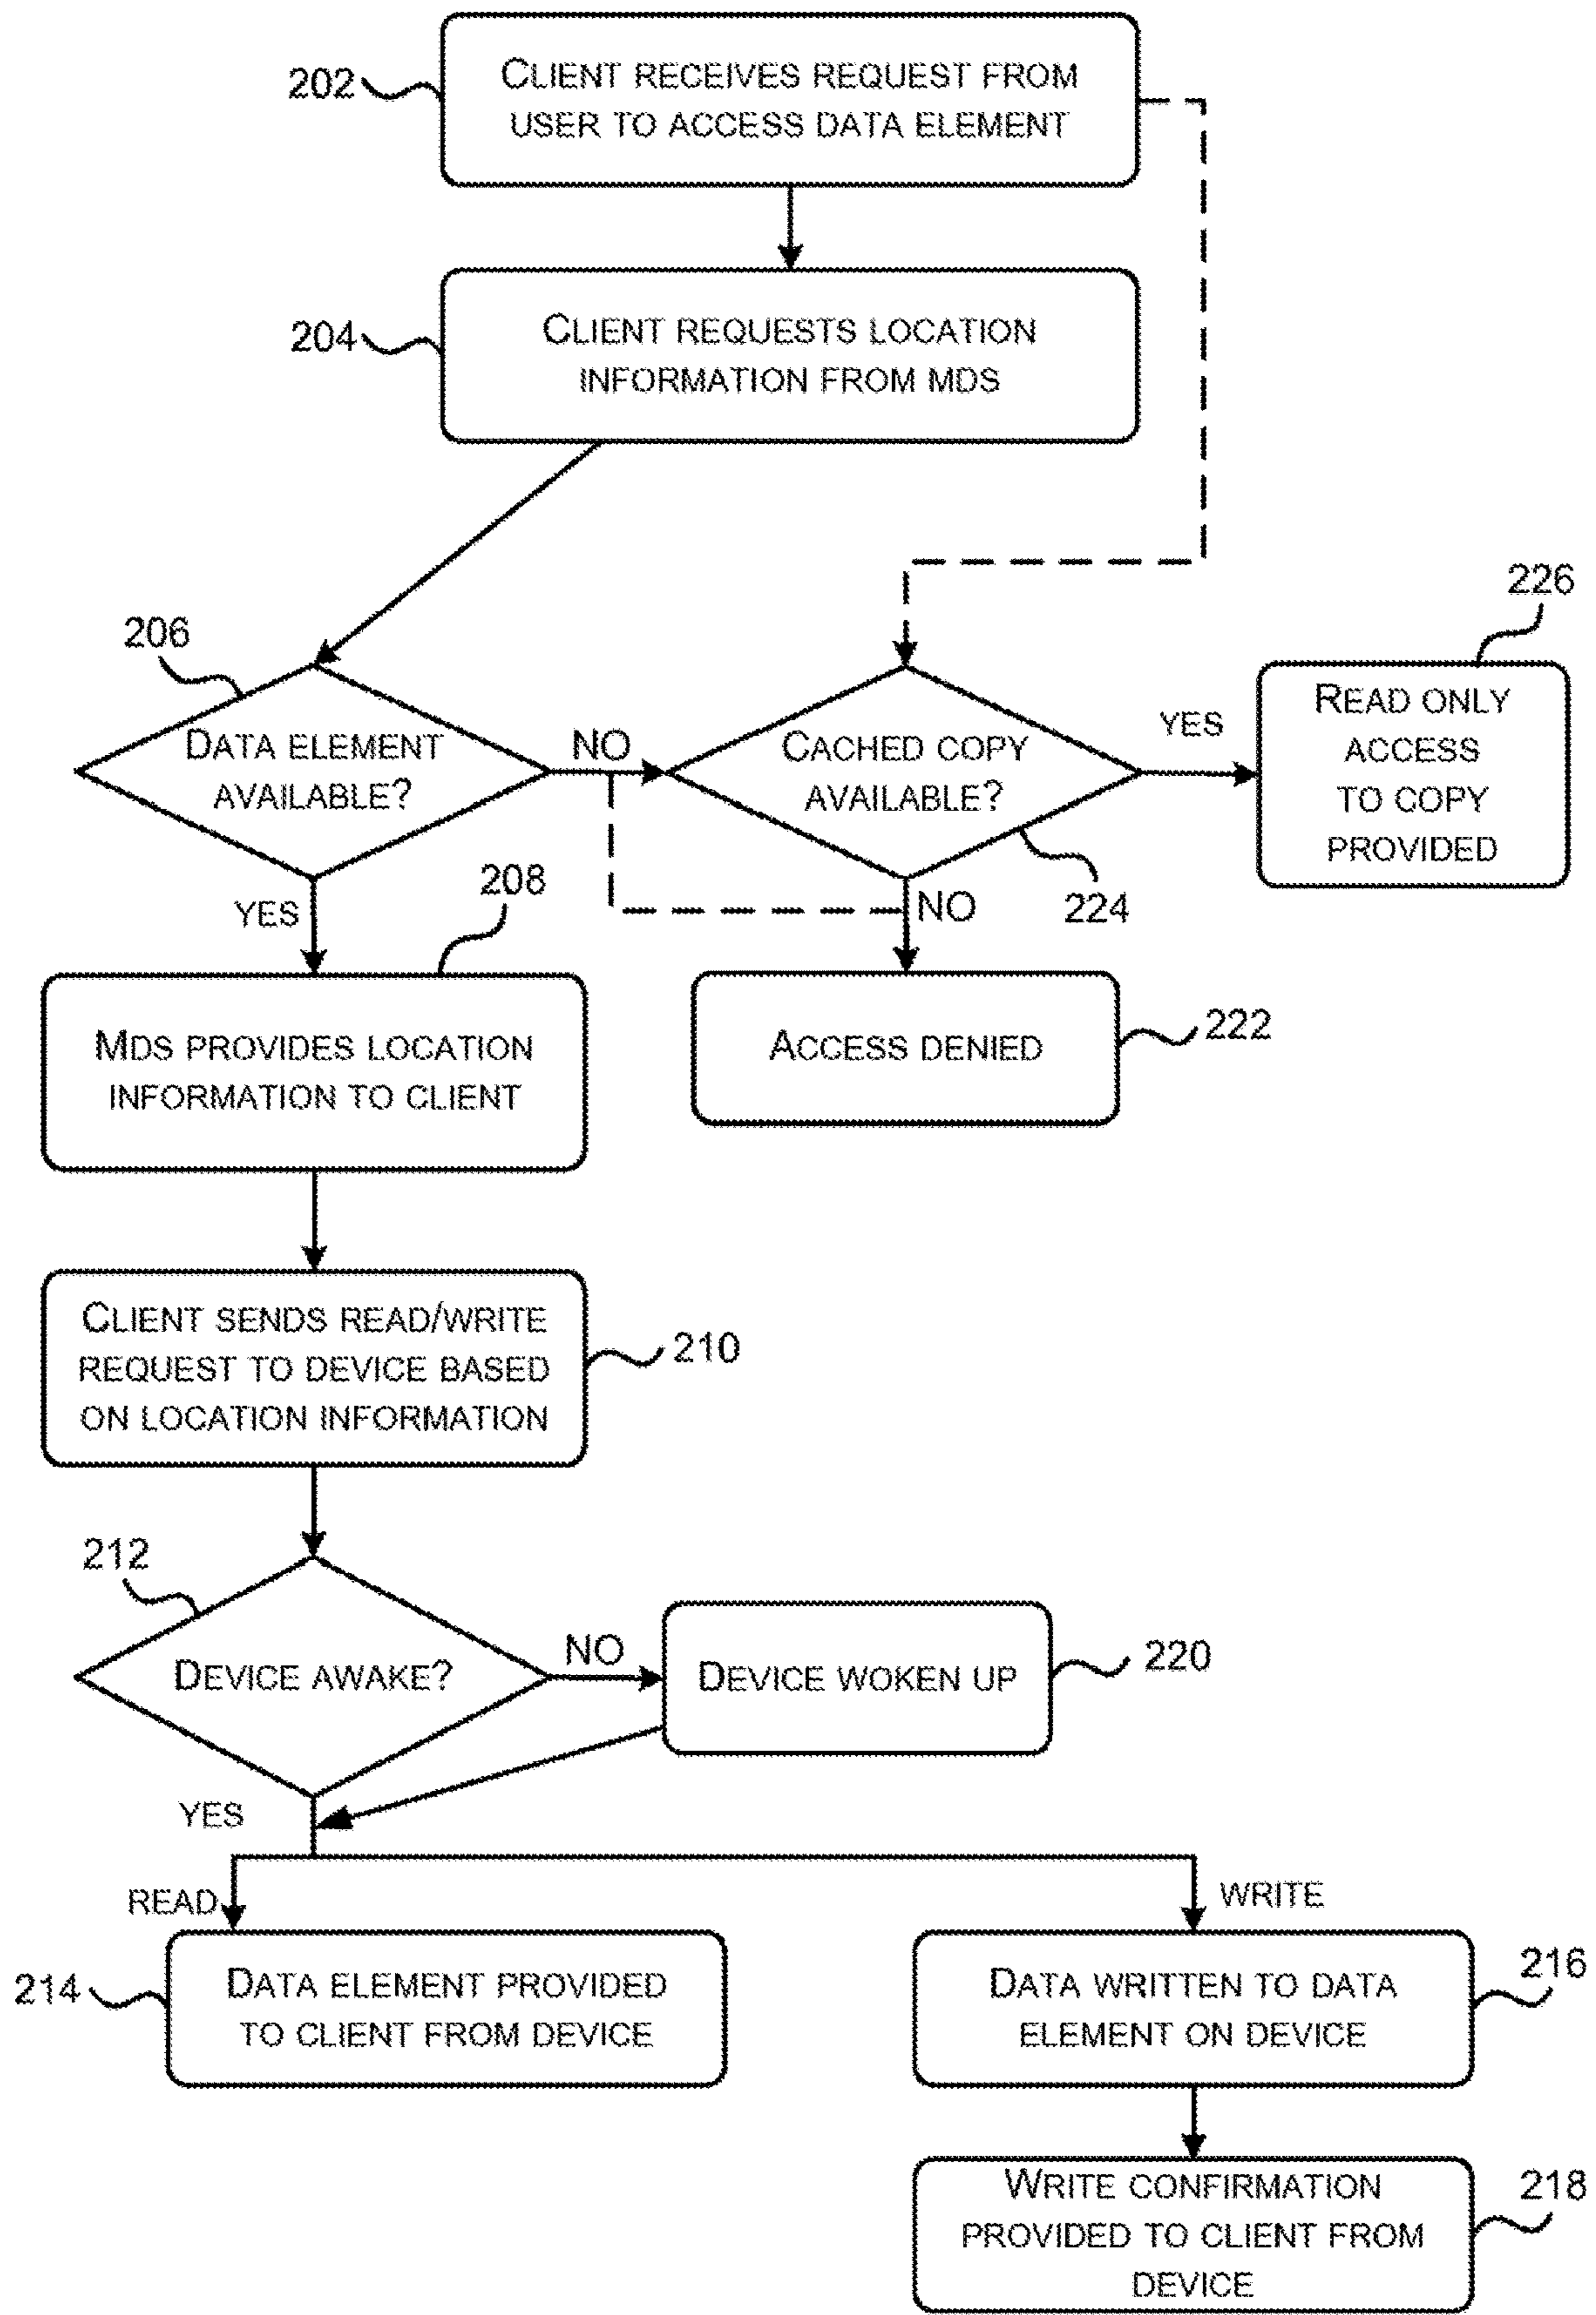 202
CLIENT RECEIVES REQUEST FROM
USER TO ACCESS DATA ELEMENT
204
CLIENT REQUESTS LOCATION
INFORMATION FROM MDS
206
226
DATA ELEMENT
AVAILABLE?
NO
CACHED COPY
AVAILABLE?
YES
READ ONLY
ACCESS
TO COPY
PROVIDED
224
YES
208
NO
MDS PROVIDES LOCATION
INFORMATION TO CLIENT
ACCESS DENIED
222
CLIENT SENDS READ/WRITE
REQUEST TO DEVICE BASED
ON LOCATION INFORMATION
210
212
DEVICE AWAKE?
NO
DEVICE WOKEN UP
220
YES
READ
WRITE
214
DATA ELEMENT PROVIDED
TO CLIENT FROM DEVICE
DATA WRITTEN TO DATA
ELEMENT ON DEVICE
216
WRITE CONFIRMATION
PROVIDED TO CLIENT FROM
DEVICE
218